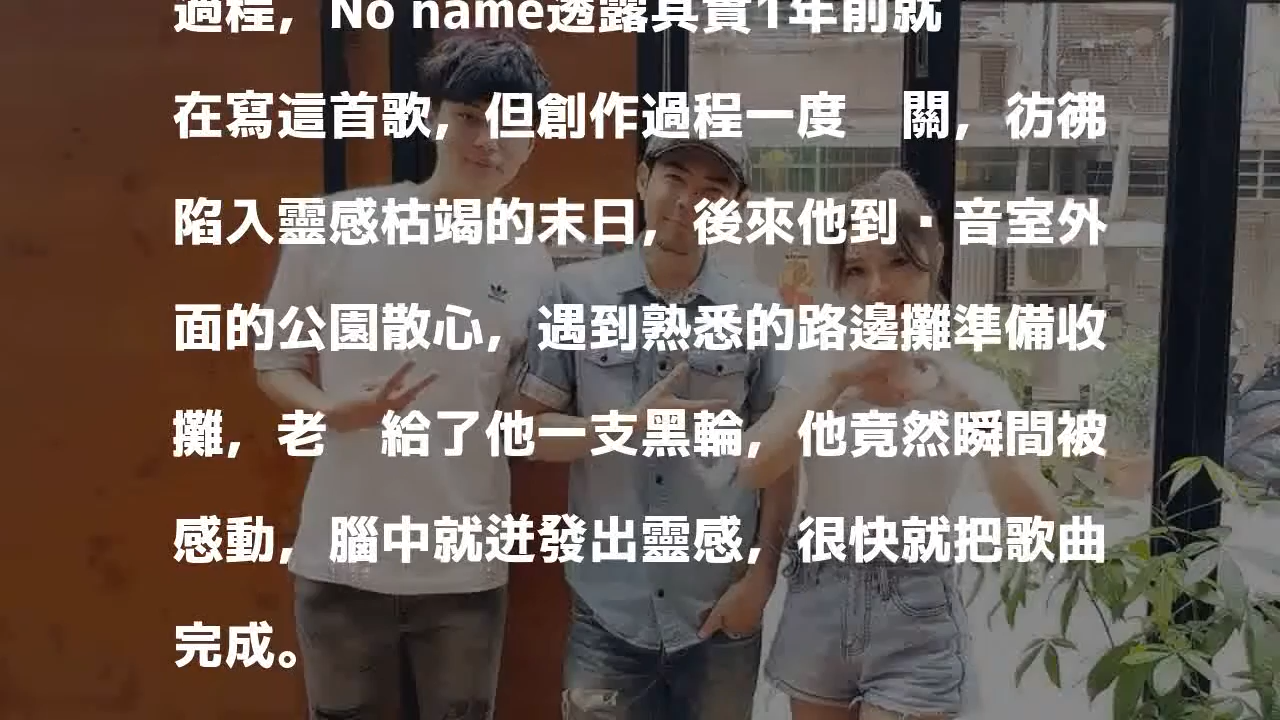 過程，No name透露其實1年前就
在寫這首歌，但創作過程一度　關，彷彿
陷入靈感枯竭的末日，後來他到·音室外
面的公園散心，遇到熟悉的路邊攤準備收
攤，老　給了他一支黑輪，他竟然瞬間被
感動，腦中就迸發出靈感，很快就把歌曲
完成。